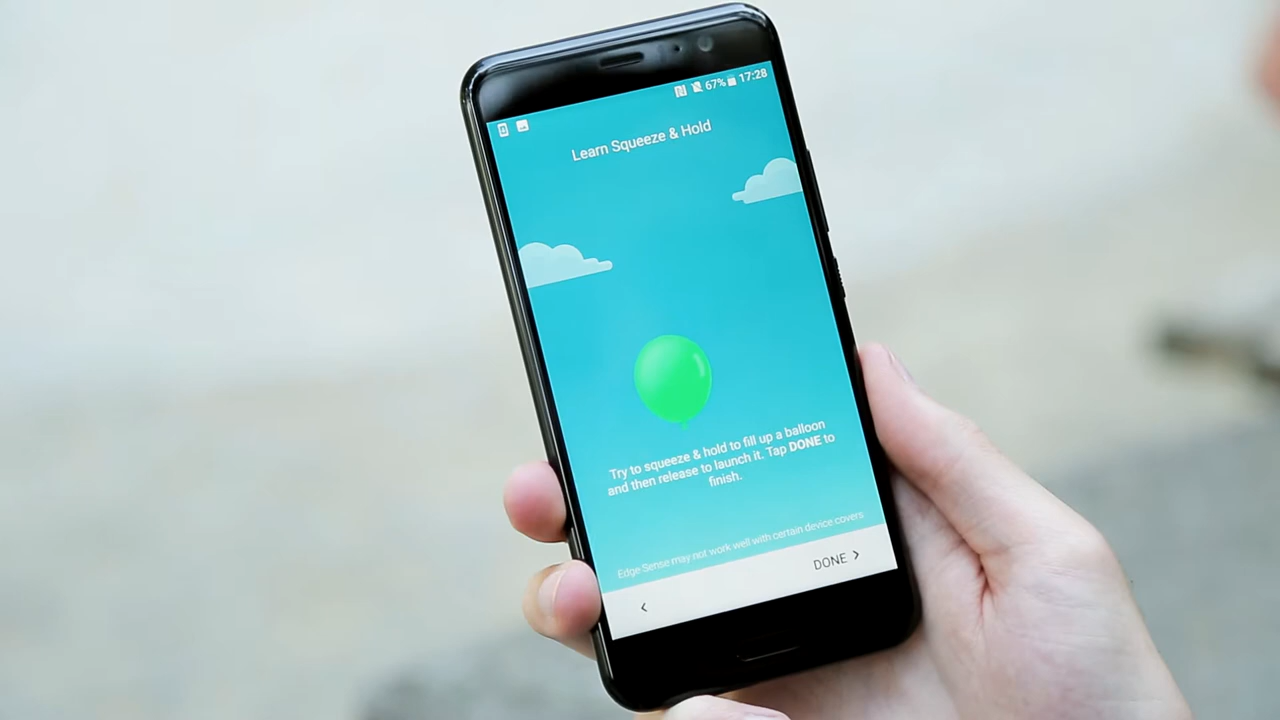 67% 17:28
Learn Squeeze & Hold
Try to squeeze & hold to fill up a balloon
and then release to launch it. Tap DONE to
finish.
Edge Sense may not work well with certain device covers
DONE >
<